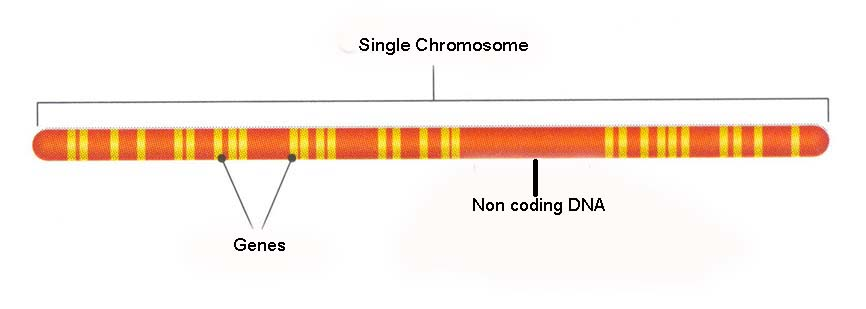 Single Chromosome
Non coding DNA
Genes